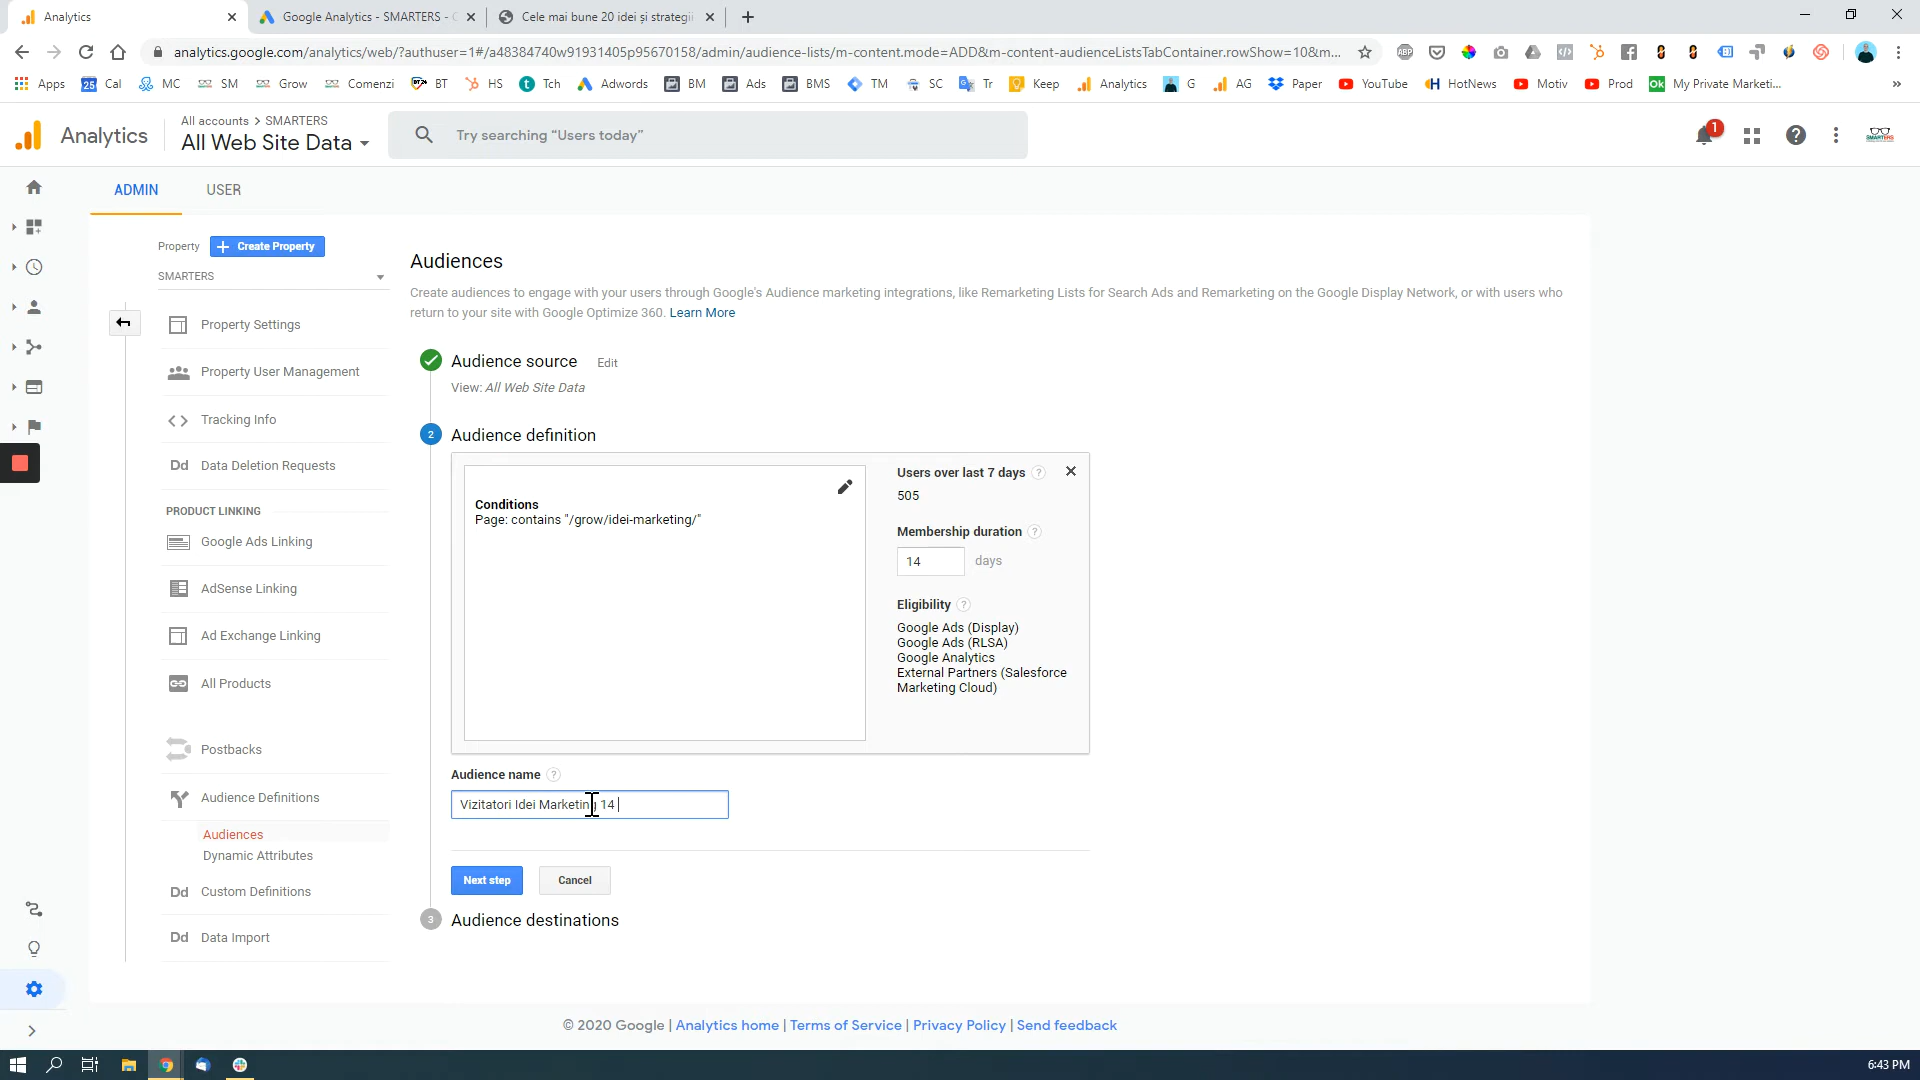 Analytics
Google Analytics - SMARTERS - C
Cele mai bune 20 idei și strategii
analytics.google.com/analytics/web/?authuser=1#/a48384740w91931405p95670158/admin/audience-lists/m-content.mode=ADD&m-content-audienceListsTabContainer.rowShow=10&m...
Apps
Cal
MC
SM
Grow
Comenzi
BT
HS
Tch
Adwords
BM
Ads
BMS
TM
SC
Tr
Keep
Analytics
G
AG
Paper
YouTube
HotNews
Motiv
Prod
My Private Marketi...
»
Analytics
All accounts > SMARTERS
All Web Site Data
Try searching “Users today”
1
ADMIN
USER
Property
Create Property
SMARTERS
Property Settings
Property User Management
Tracking Info
Dd Data Deletion Requests
PRODUCT LINKING
Google Ads Linking
AdSense Linking
Ad Exchange Linking
All Products
Postbacks
Audience Definitions
Audiences
Dynamic Attributes
Dd Custom Definitions
Dd Data Import
Audiences
Create audiences to engage with your users through Google's Audience marketing integrations, like Remarketing Lists for Search Ads and Remarketing on the Google Display Network, or with users who
return to your site with Google Optimize 360. Learn More
Audience source
Edit
View: All Web Site Data
2
Audience definition
Conditions
Page: contains "/grow/idei-marketing/"
Users over last 7 days ?
505
Membership duration ?
14 days
Eligibility ?
Google Ads (Display)
Google Ads (RLSA)
Google Analytics
External Partners (Salesforce
Marketing Cloud)
Audience name ?
Vizitatori Idei Marketing 14
Next step
Cancel
3
Audience destinations
© 2020 Google | Analytics home | Terms of Service | Privacy Policy | Send feedback
6:43 PM